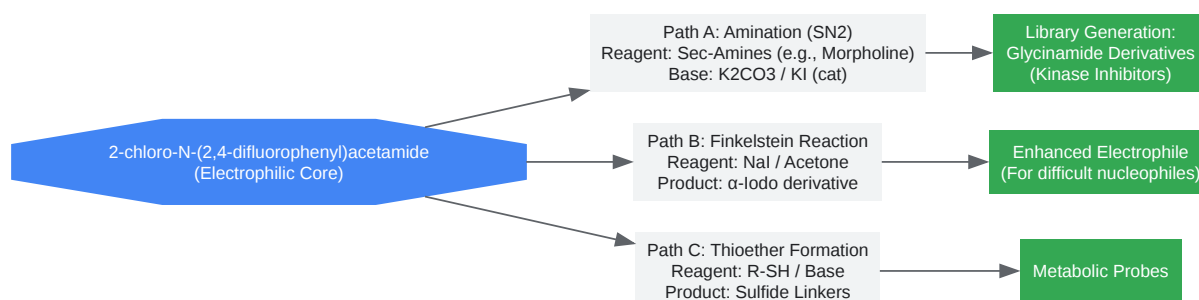 2-chloro-N-(2,4-difluorophenyl)acetamide
(Electrophilic Core)
Path A: Amination (SN2)
Reagent: Sec-Amines (e.g., Morpholine)
Base: K2CO3 / KI (cat)
Library Generation:
Glycinamide Derivatives
(Kinase Inhibitors)
Path B: Finkelstein Reaction
Reagent: NaI / Acetone
Product: α-Iodo derivative
Enhanced Electrophile
(For difficult nucleophiles)
Path C: Thioether Formation
Reagent: R-SH / Base
Product: Sulfide Linkers
Metabolic Probes